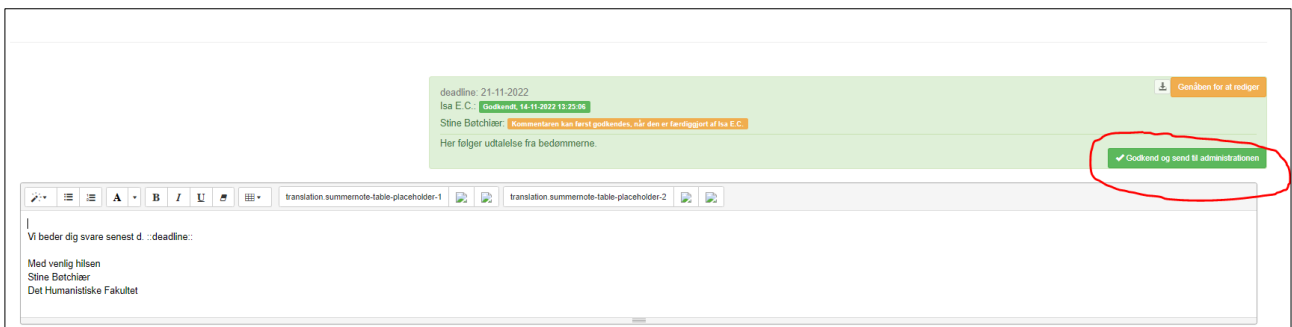 deadline: 21-11-2022
Genåben for at rediger
Isa E.C.: Godkendt, 14-11-2022 13:25:06
Stine Bøtchiær: Kommentaren kan først godkendes, når den er færdiggjort af Isa E.C.
Her følger udtalelse fra bedømmerne.
Godkend og send til administrationen
A B I U translation.summernote-table-placeholder-1 translation.summernote-table-placeholder-2
Vi beder dig svare senest d. ::deadline::
Med venlig hilsen
Stine Bøtchiær
Det Humanistiske Fakultet